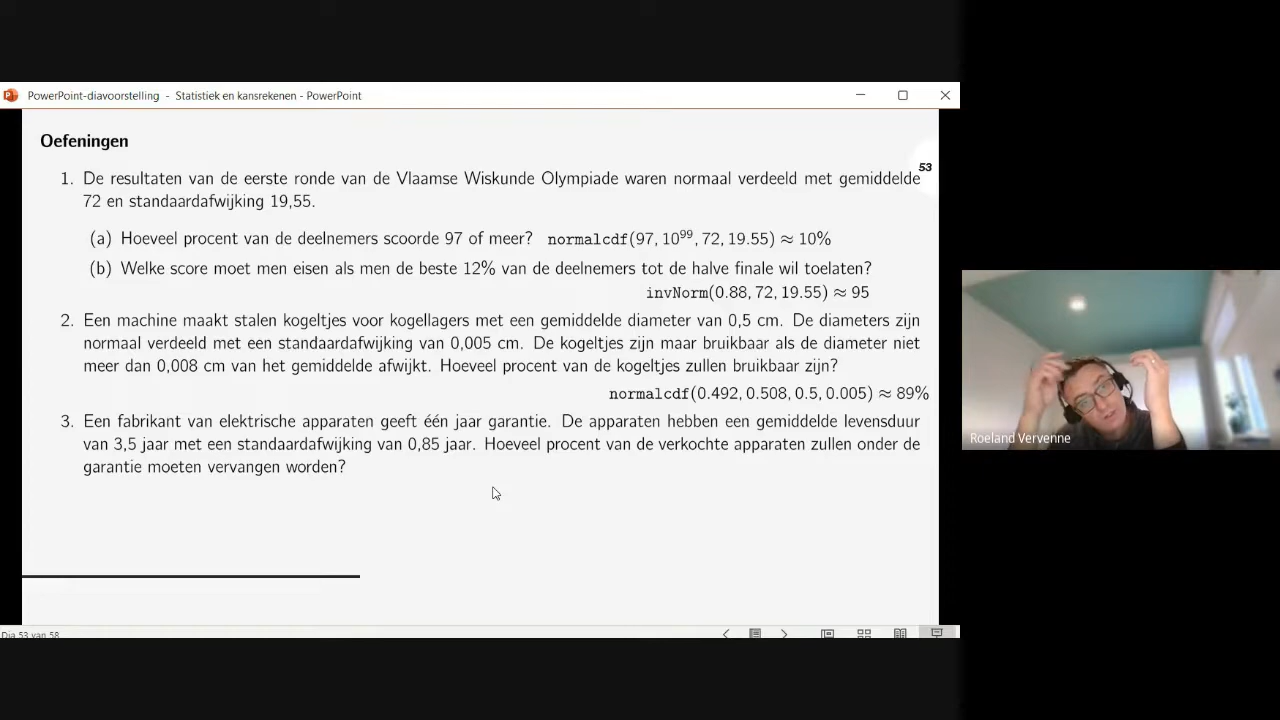 PowerPoint-diavoorstelling - Statistiek en kansrekenen - PowerPoint
Oefeningen
53
1. De resultaten van de eerste ronde van de Vlaamse Wiskunde Olympiade waren normaal verdeeld met gemiddelde
72 en standaardafwijking 19,55.
(a) Hoeveel procent van de deelnemers scoorde 97 of meer? normalcdf(97, 10⁹⁹, 72, 19.55) ≈ 10%
(b) Welke score moet men eisen als men de beste 12% van de deelnemers tot de halve finale wil toelaten?
invNorm(0.88, 72, 19.55) ≈ 95
2. Een machine maakt stalen kogeltjes voor kogellagers met een gemiddelde diameter van 0,5 cm. De diameters zijn
normaal verdeeld met een standaardafwijking van 0,005 cm. De kogeltjes zijn maar bruikbaar als de diameter niet
meer dan 0,008 cm van het gemiddelde afwijkt. Hoeveel procent van de kogeltjes zullen bruikbaar zijn?
normalcdf(0.492, 0.508, 0.5, 0.005) ≈ 89%
3. Een fabrikant van elektrische apparaten geeft één jaar garantie. De apparaten hebben een gemiddelde levensduur
van 3,5 jaar met een standaardafwijking van 0,85 jaar. Hoeveel procent van de verkochte apparaten zullen onder de
garantie moeten vervangen worden?
Roeland Vervenne
Dia 53 van 58